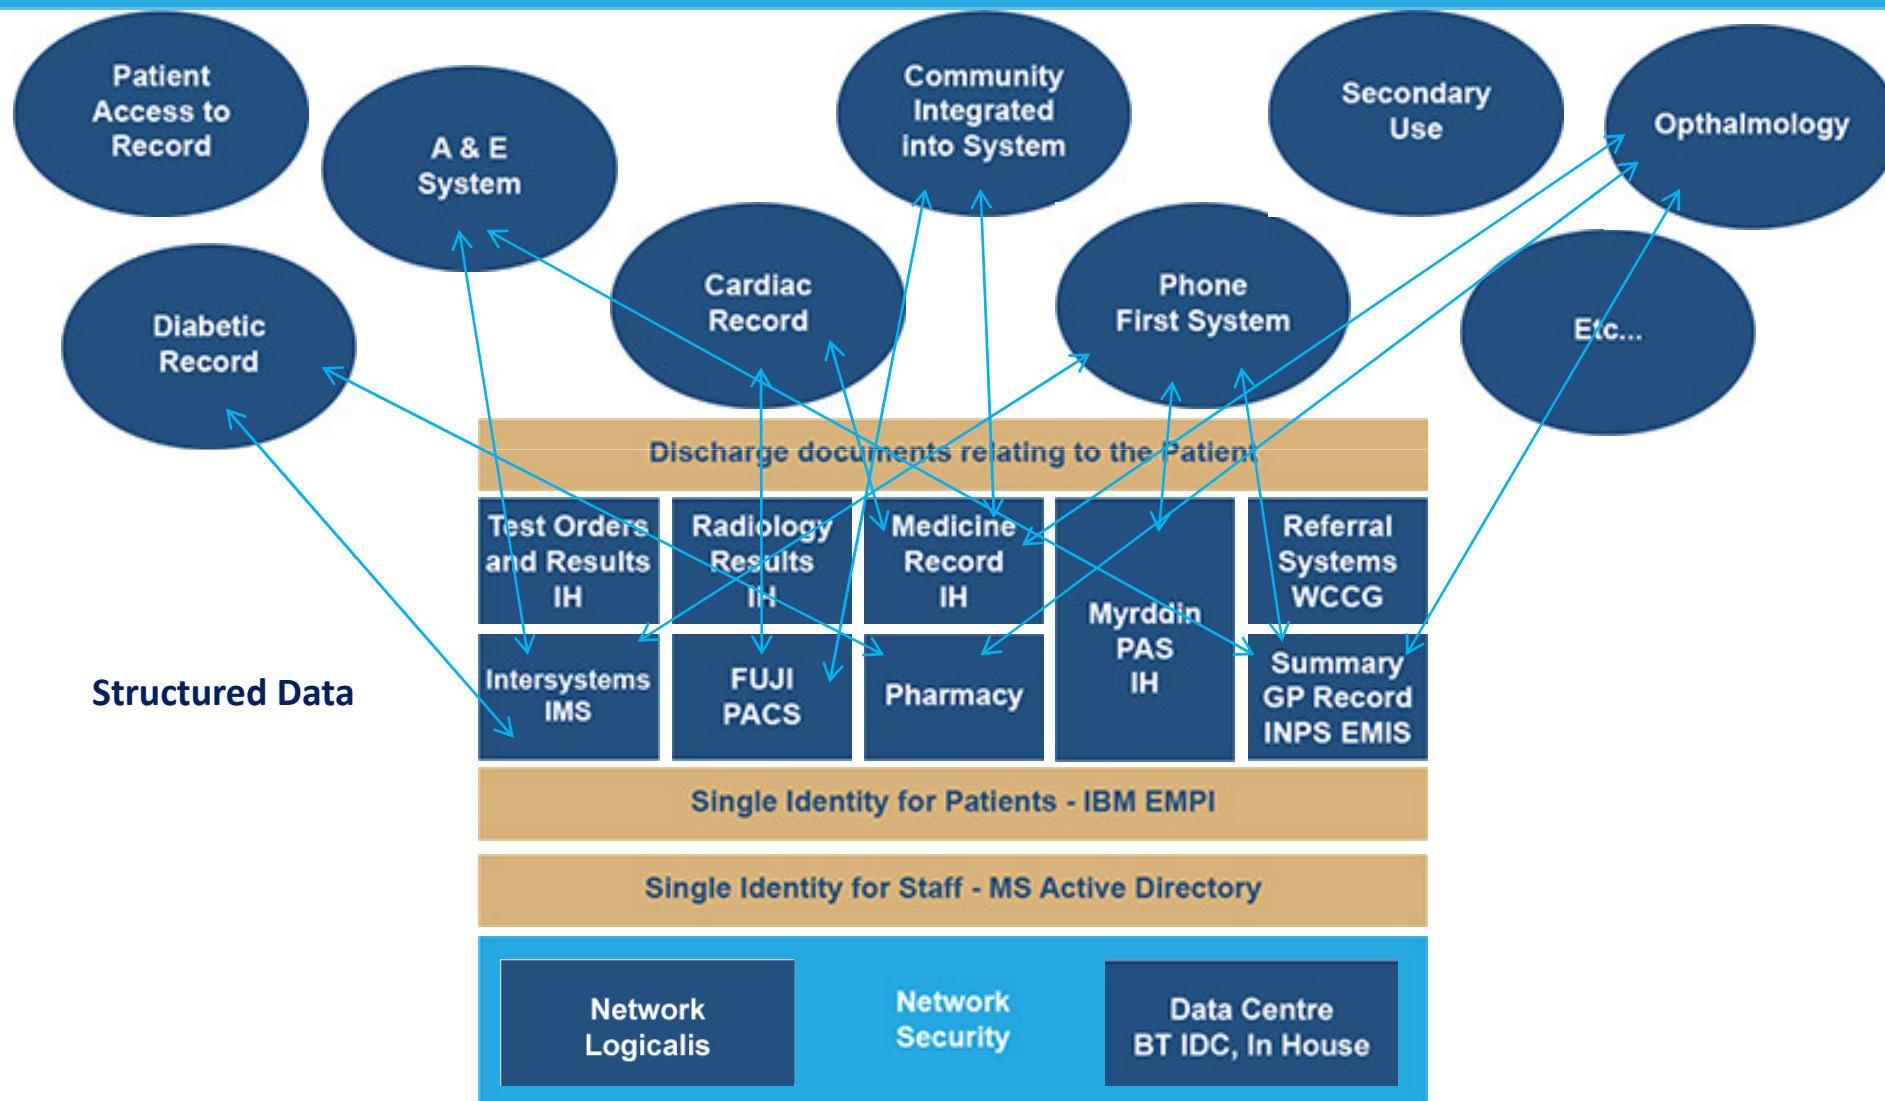 Patient
Access to
Record
A & E
System
Community
Integrated
into System
Secondary
Use
Opthalmology
Diabetic
Record
Cardiac
Record
Phone
First System
Etc...
Discharge documents relating to the Patient
Test Orders
and Results
IH
Radiology
Results
IH
Medicine
Record
IH
Myrddin
PAS
IH
Referral
Systems
WCCG
Structured Data
Intersystems
IMS
FUJI
PACS
Pharmacy
Summary
GP Record
INPS EMIS
Single Identity for Patients - IBM EMPI
Single Identity for Staff - MS Active Directory
Network
Logicalis
Network
Security
Data Centre
BT IDC, In House